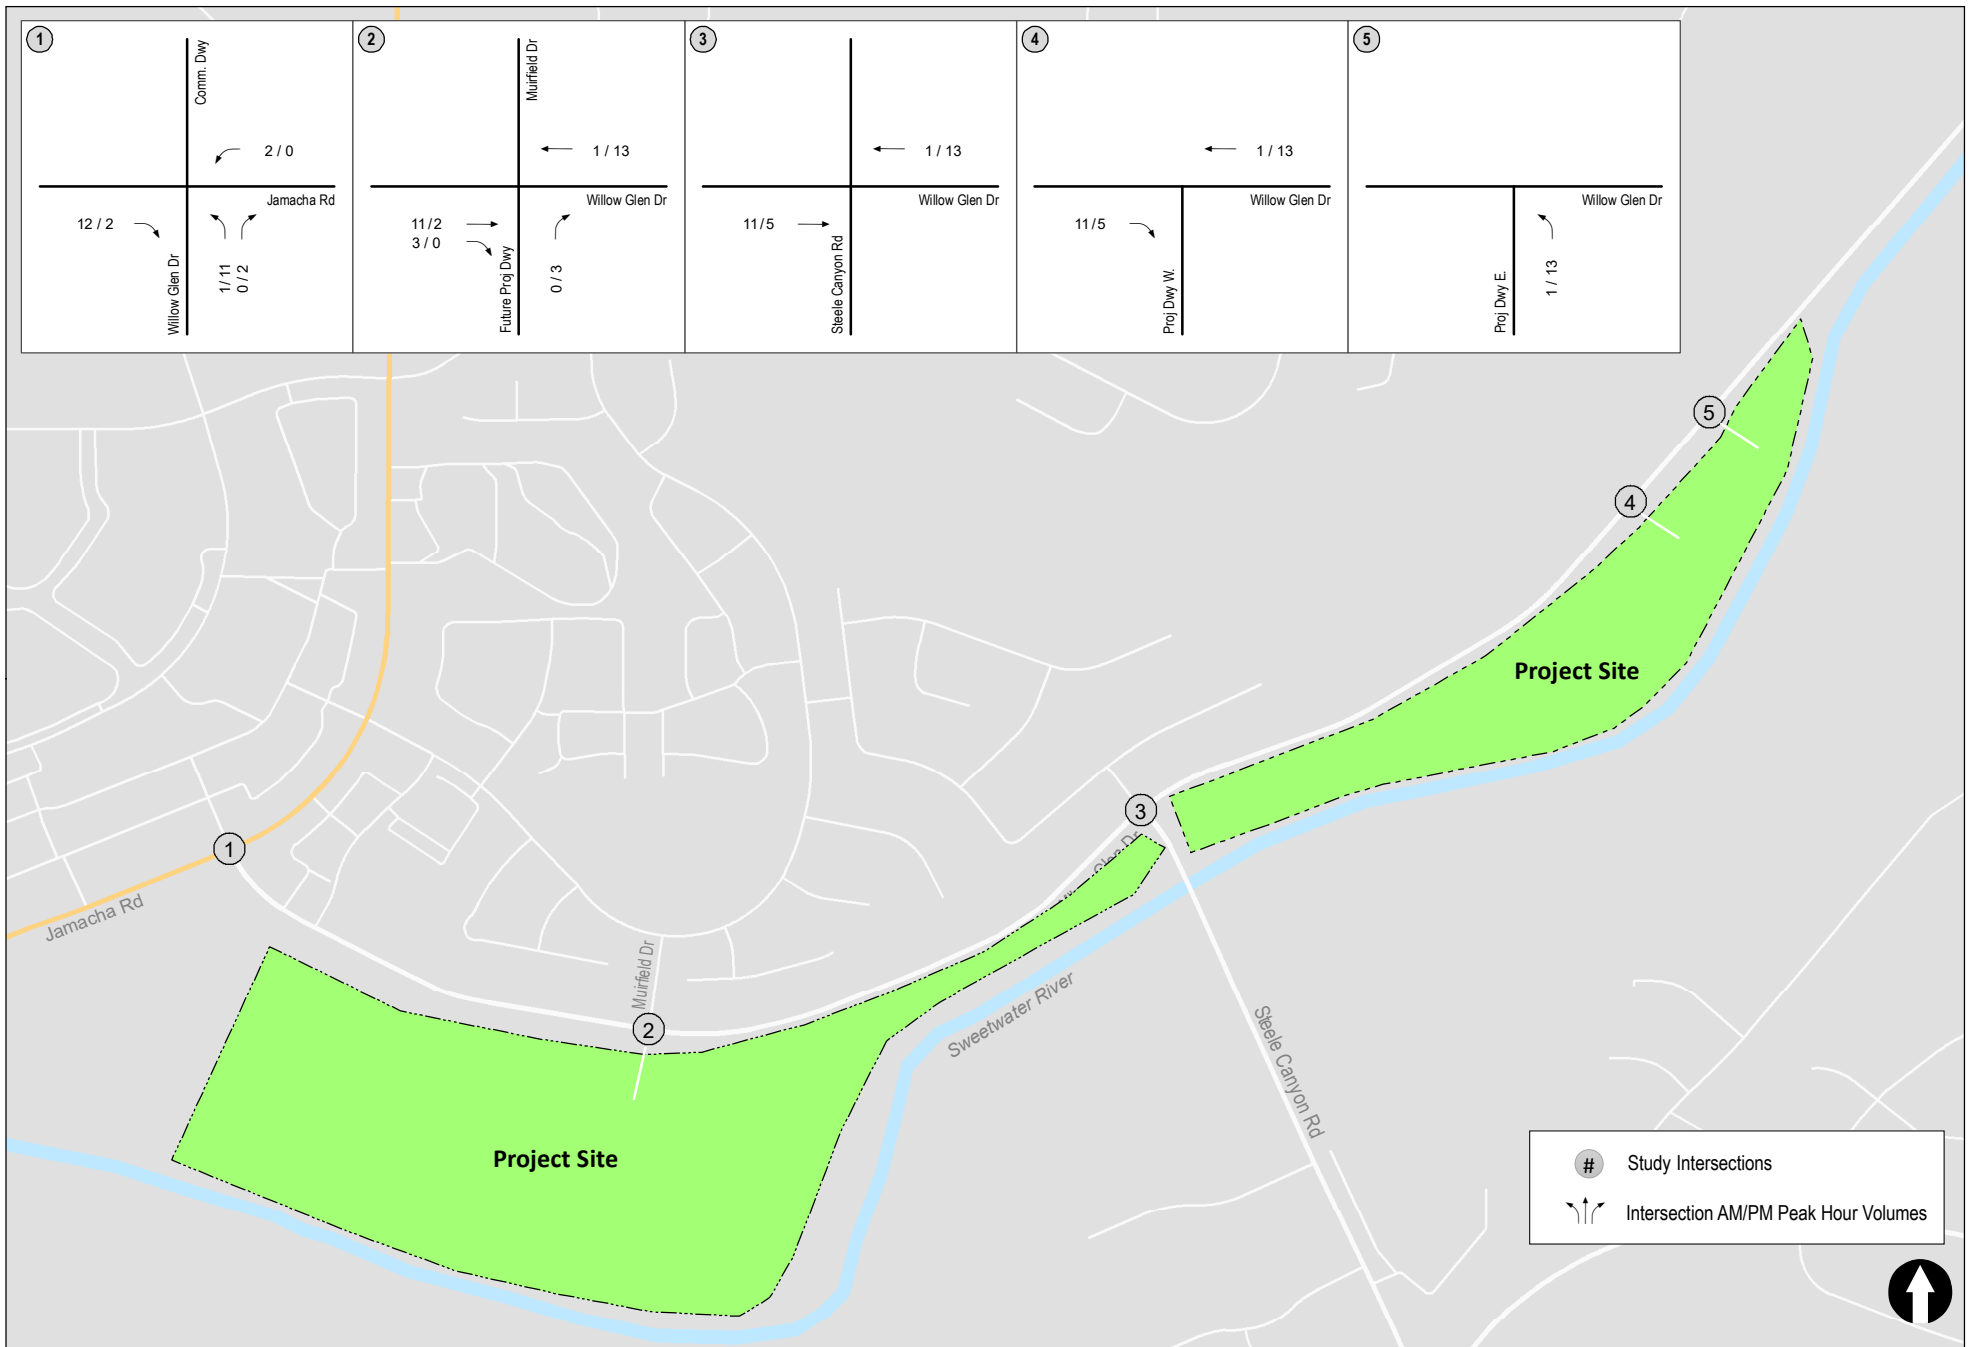 1
Comm. Dwy
2 / 0
Jamacha Rd
12 / 2
1 / 11
0 / 2
Willow Glen Dr
2
Muirfield Dr
1 / 13
Willow Glen Dr
11 / 2
3 / 0
0 / 3
Future Proj Dwy
3
1 / 13
Willow Glen Dr
11 / 5
Steele Canyon Rd
4
1 / 13
Willow Glen Dr
11 / 5
Proj Dwy W.
5
Willow Glen Dr
1 / 13
Proj Dwy E.
5
4
Project Site
3
Glen Dr
1
Jamacha Rd
Muirfield Dr
2
Sweetwater River
Steele Canyon Rd
Project Site
# Study Intersections
Intersection AM/PM Peak Hour Volumes